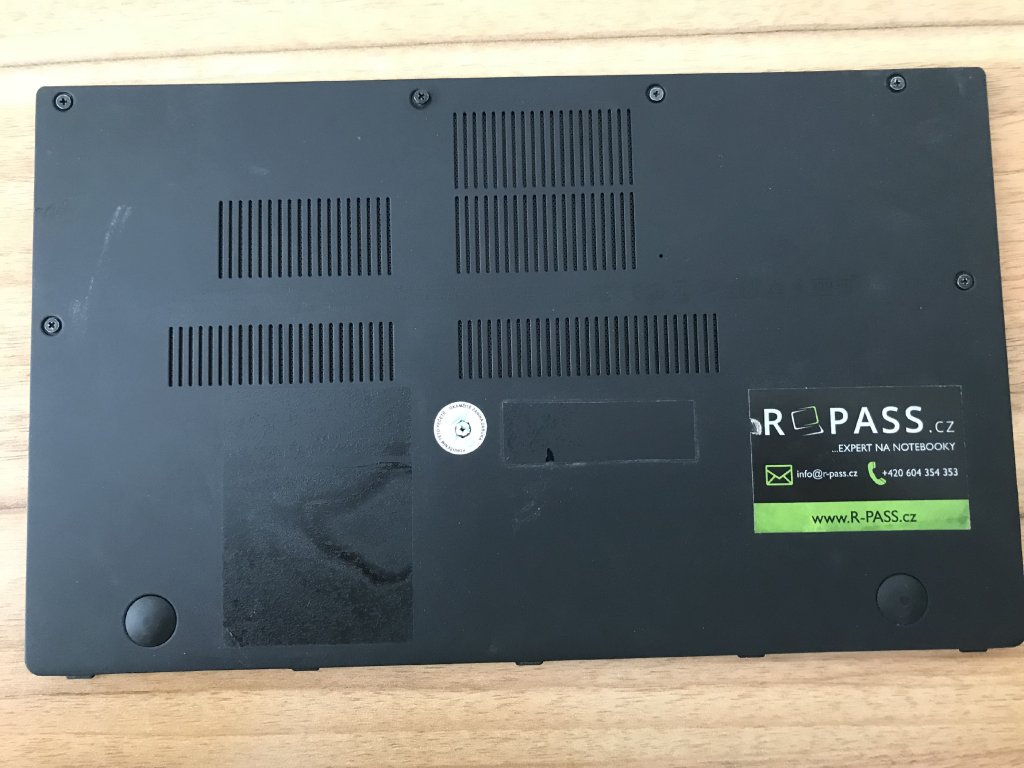 R PASS.cz
...EXPERT NA NOTEBOOKY
info@r-pass.cz +420 604 354 353
www.R-PASS.cz